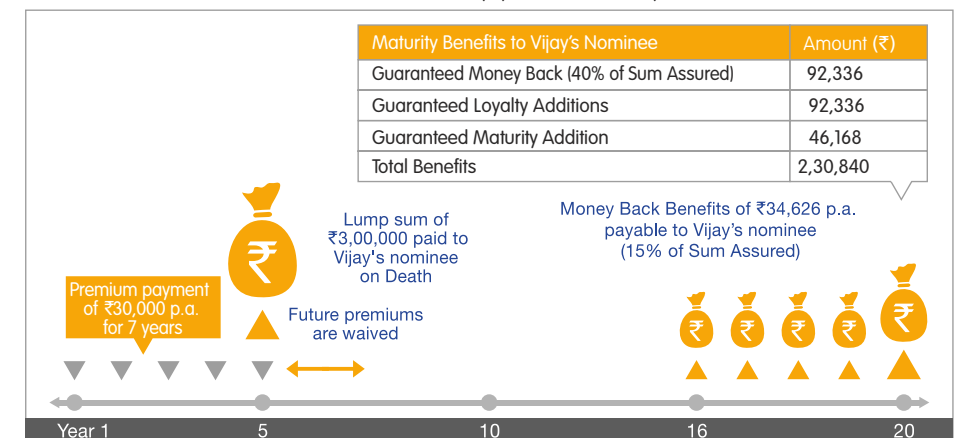 Maturity Benefits to Vijay's Nominee Amount (₹)
Guaranteed Money Back (40% of Sum Assured) 92,336
Guaranteed Loyalty Additions 92,336
Guaranteed Maturity Addition 46,168
Total Benefits 2,30,840
Lump sum of
₹3,00,000 paid to
Vijay's nominee
on Death
Money Back Benefits of ₹34,626 p.a.
payable to Vijay's nominee
(15% of Sum Assured)
₹
Premium payment
of ₹30,000 p.a.
for 7 years
Future premiums
are waived
₹ ₹ ₹ ₹ ₹
Year 1 5 10 16 20